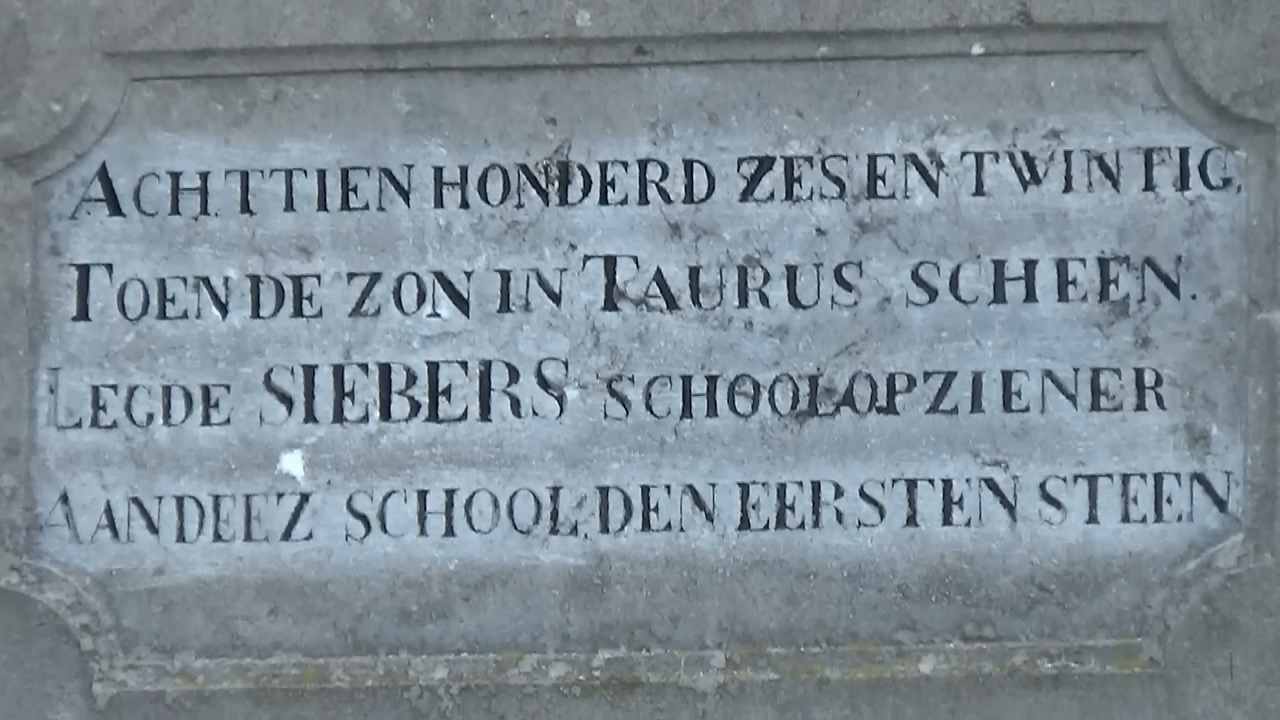 ACHTTIEN HONDERD ZES EN TWINTIG,
TOEN DE ZON IN TAURUS SCHEEN.
LEGDE SIEBERS SCHOOLOPZIENER
AAN DEEZ SCHOOL, DEN EERSTEN STEEN